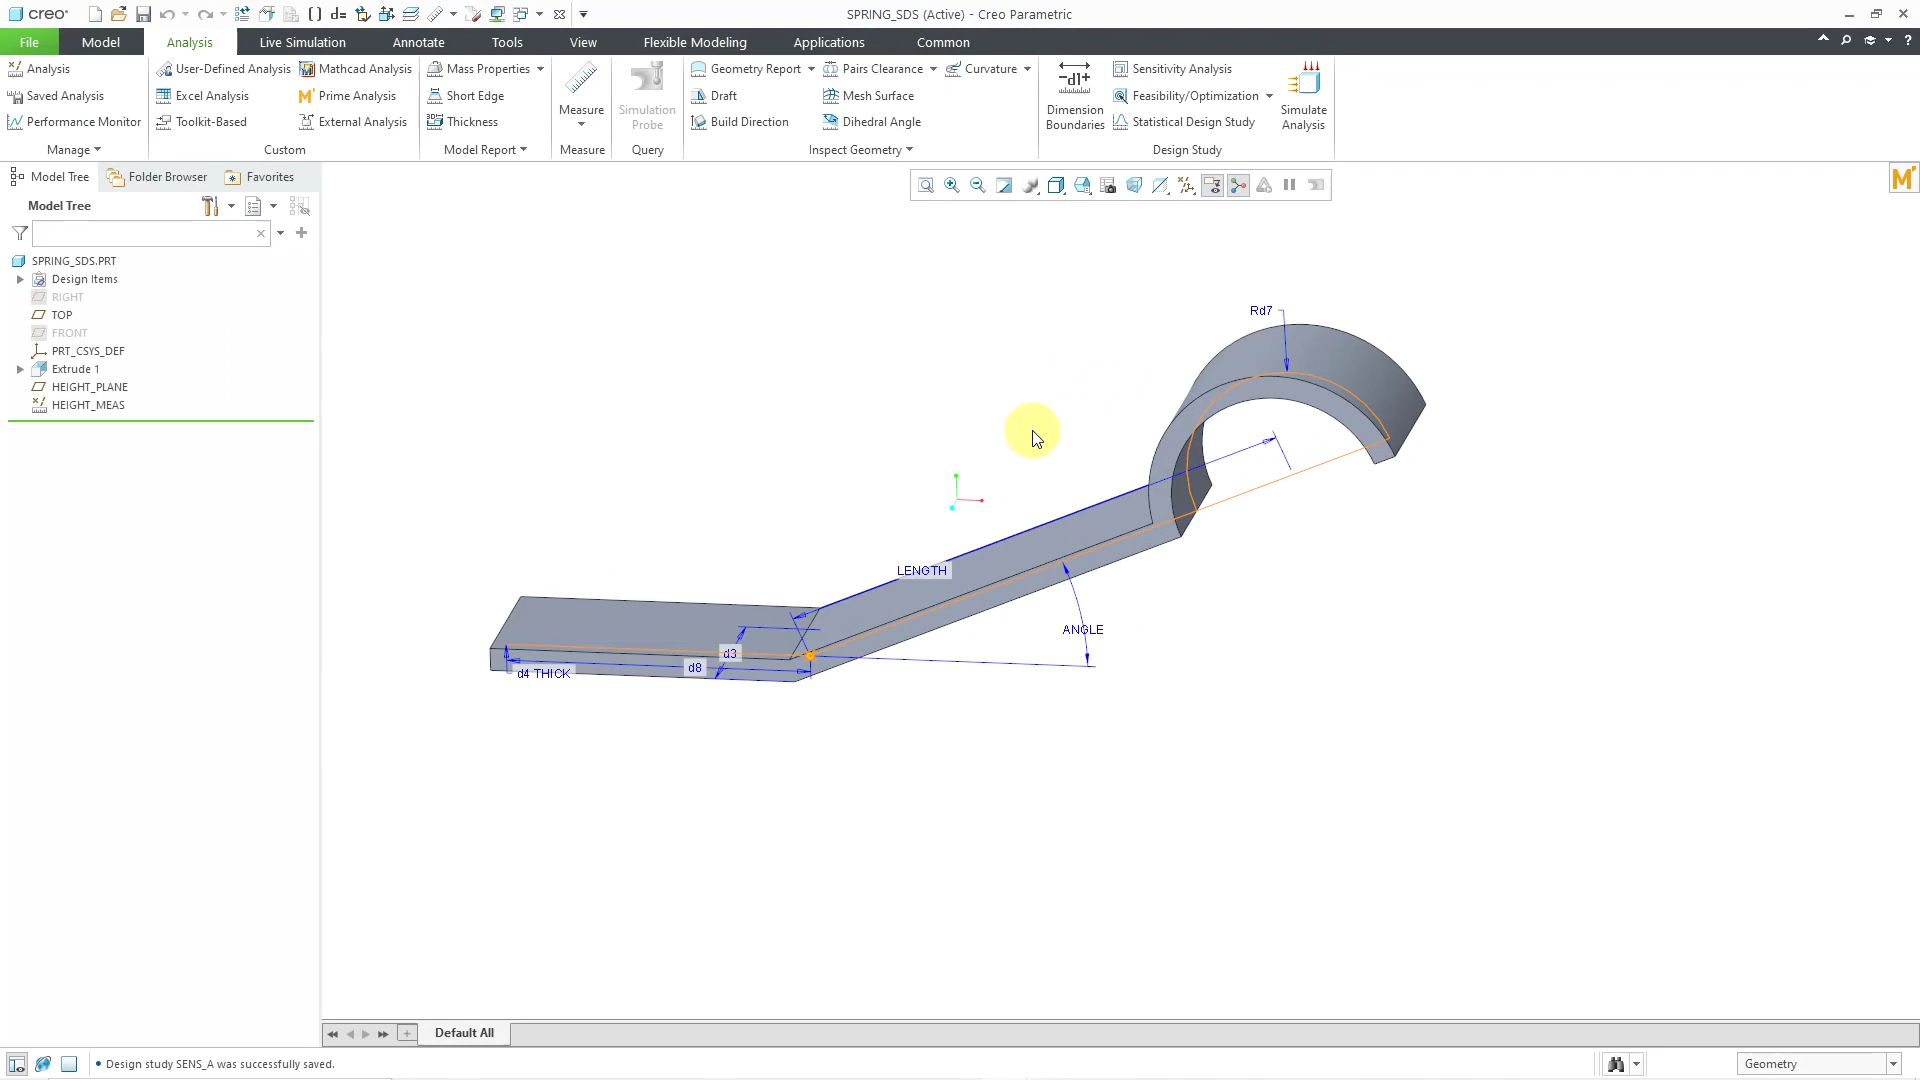 creo
SPRING_SDS (Active) - Creo Parametric
File
Model
Analysis
Live Simulation
Annotate
Tools
View
Flexible Modeling
Applications
Common
Analysis
Saved Analysis
Performance Monitor
Manage
User-Defined Analysis
Excel Analysis
Toolkit-Based
Mathcad Analysis
Prime Analysis
External Analysis
Custom
Mass Properties
Short Edge
Thickness
Model Report
Measure
Measure
Simulation
Probe
Query
Geometry Report
Draft
Build Direction
Pairs Clearance
Mesh Surface
Dihedral Angle
Curvature
Inspect Geometry
Dimension
Boundaries
Sensitivity Analysis
Feasibility/Optimization
Statistical Design Study
Simulate
Analysis
Design Study
Model Tree
Folder Browser
Favorites
Model Tree
SPRING_SDS.PRT
Design Items
RIGHT
TOP
FRONT
PRT_CSYS_DEF
Extrude 1
HEIGHT_PLANE
HEIGHT_MEAS
Rd7
LENGTH
ANGLE
d3
d8
d4 THICK
Default All
Design study SENS_A was successfully saved.
Geometry